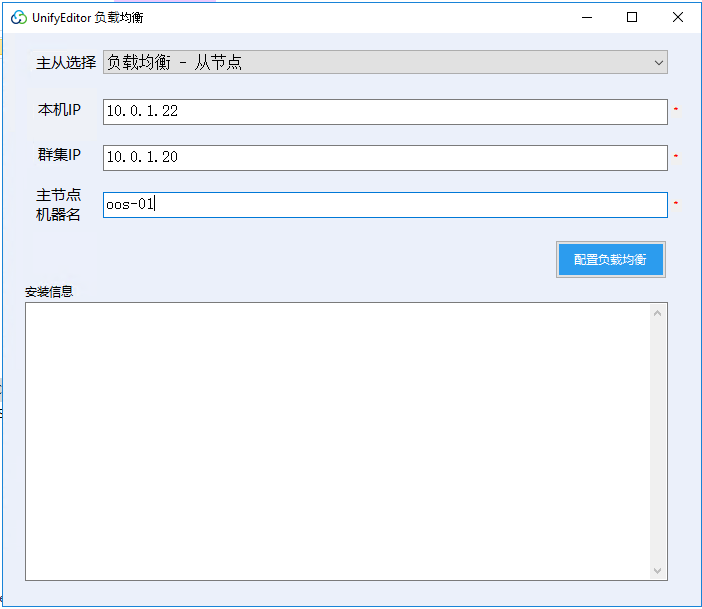 UnifyEditor 负载均衡
主从选择 负载均衡 - 从节点
本机IP 10.0.1.22 *
群集IP 10.0.1.20 *
主节点
机器名 oos-01 *
配置负载均衡
安装信息